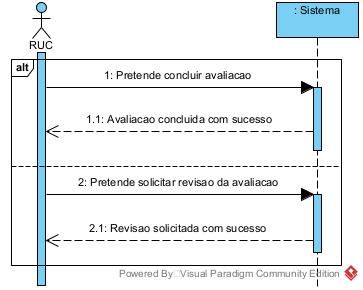 : Sistema
RUC
alt
1: Pretende concluir avaliacao
1.1: Avaliacao concluida com sucesso
2: Pretende solicitar revisao da avaliacao
2.1: Revisao solicitada com sucesso
Powered By Visual Paradigm Community Edition